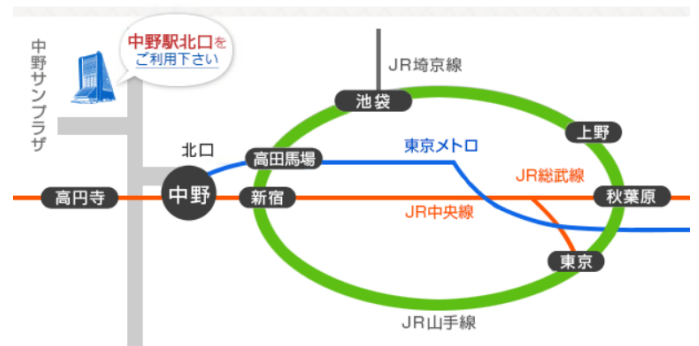 中野サンプラザ
中野駅北口を
ご利用下さい
JR埼京線
池袋
上野
北口
高田馬場
東京メトロ
JR総武線
高円寺
中野
新宿
秋葉原
JR中央線
東京
JR山手線